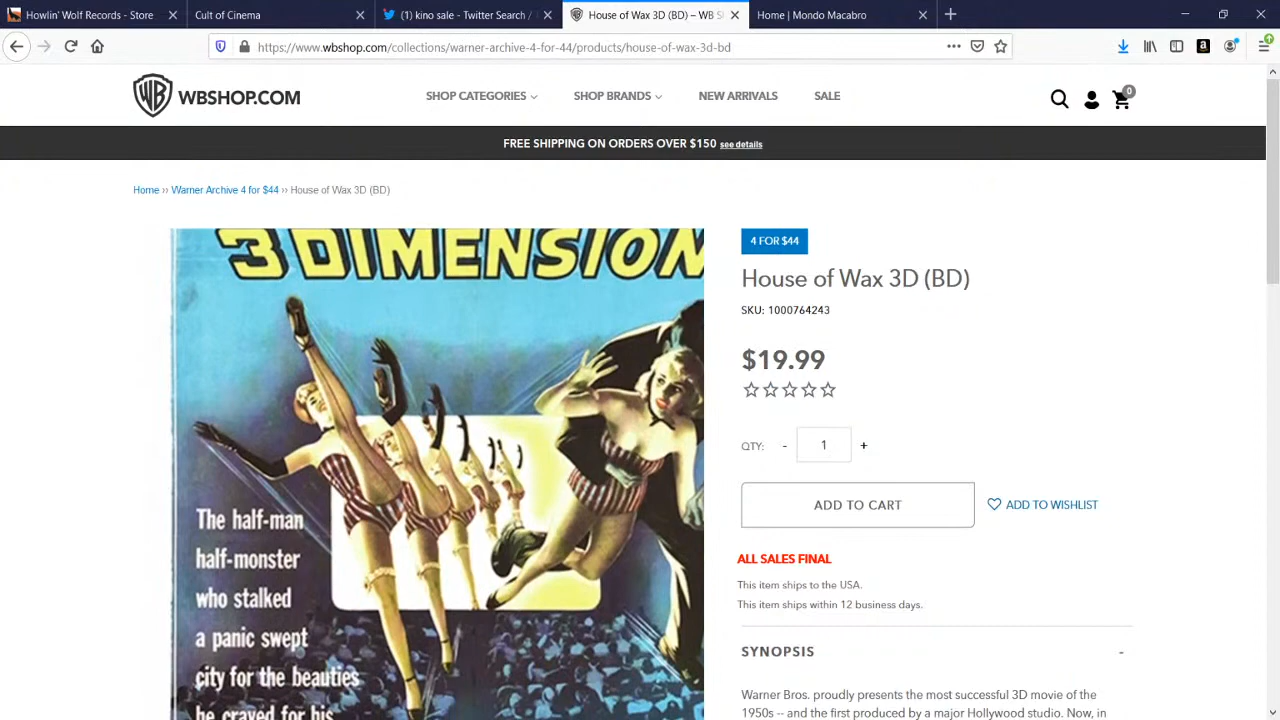 Howlin' Wolf Records - Store
Cult of Cinema
(1) kino sale - Twitter Search /
House of Wax 3D (BD) – WB S
Home | Mondo Macabro
https://www.wbshop.com/collections/warner-archive-4-for-44/products/house-of-wax-3d-bd
WB WBSHOP.COM
SHOP CATEGORIES
SHOP BRANDS
NEW ARRIVALS
SALE
0
FREE SHIPPING ON ORDERS OVER $150 see details
Home ›› Warner Archive 4 for $44 ›› House of Wax 3D (BD)
3 DIMENSION
The half-man
half-monster
who stalked
a panic swept
city for the beauties
he craved for his
4 FOR $44
House of Wax 3D (BD)
SKU: 1000764243
$19.99
QTY: - 1 +
ADD TO CART
ADD TO WISHLIST
ALL SALES FINAL
This item ships to the USA.
This item ships within 12 business days.
SYNOPSIS -
Warner Bros. proudly presents the most successful 3D movie of the
1950s -- and the first produced by a major Hollywood studio. Now, in